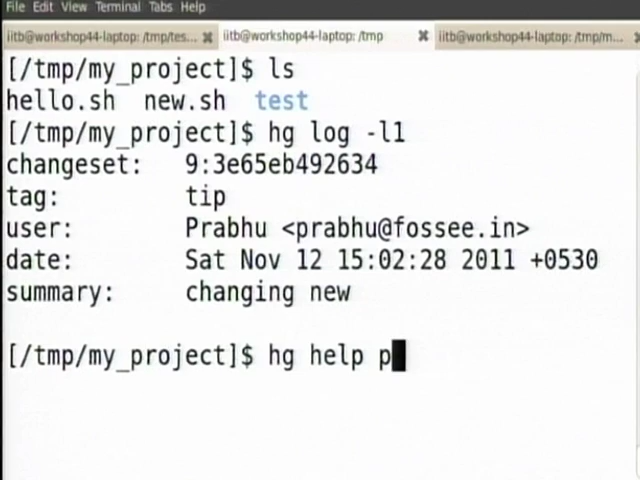 File Edit View Terminal Tabs Help
iitb@workshop44-laptop: /tmp/tes... iitb@workshop44-laptop: /tmp iitb@workshop44-laptop: /tmp/m...
[/tmp/my_project]$ ls
hello.sh new.sh test
[/tmp/my_project]$ hg log -l1
changeset: 9:3e65eb492634
tag: tip
user: Prabhu <prabhu@fossee.in>
date: Sat Nov 12 15:02:28 2011 +0530
summary: changing new
[/tmp/my_project]$ hg help p